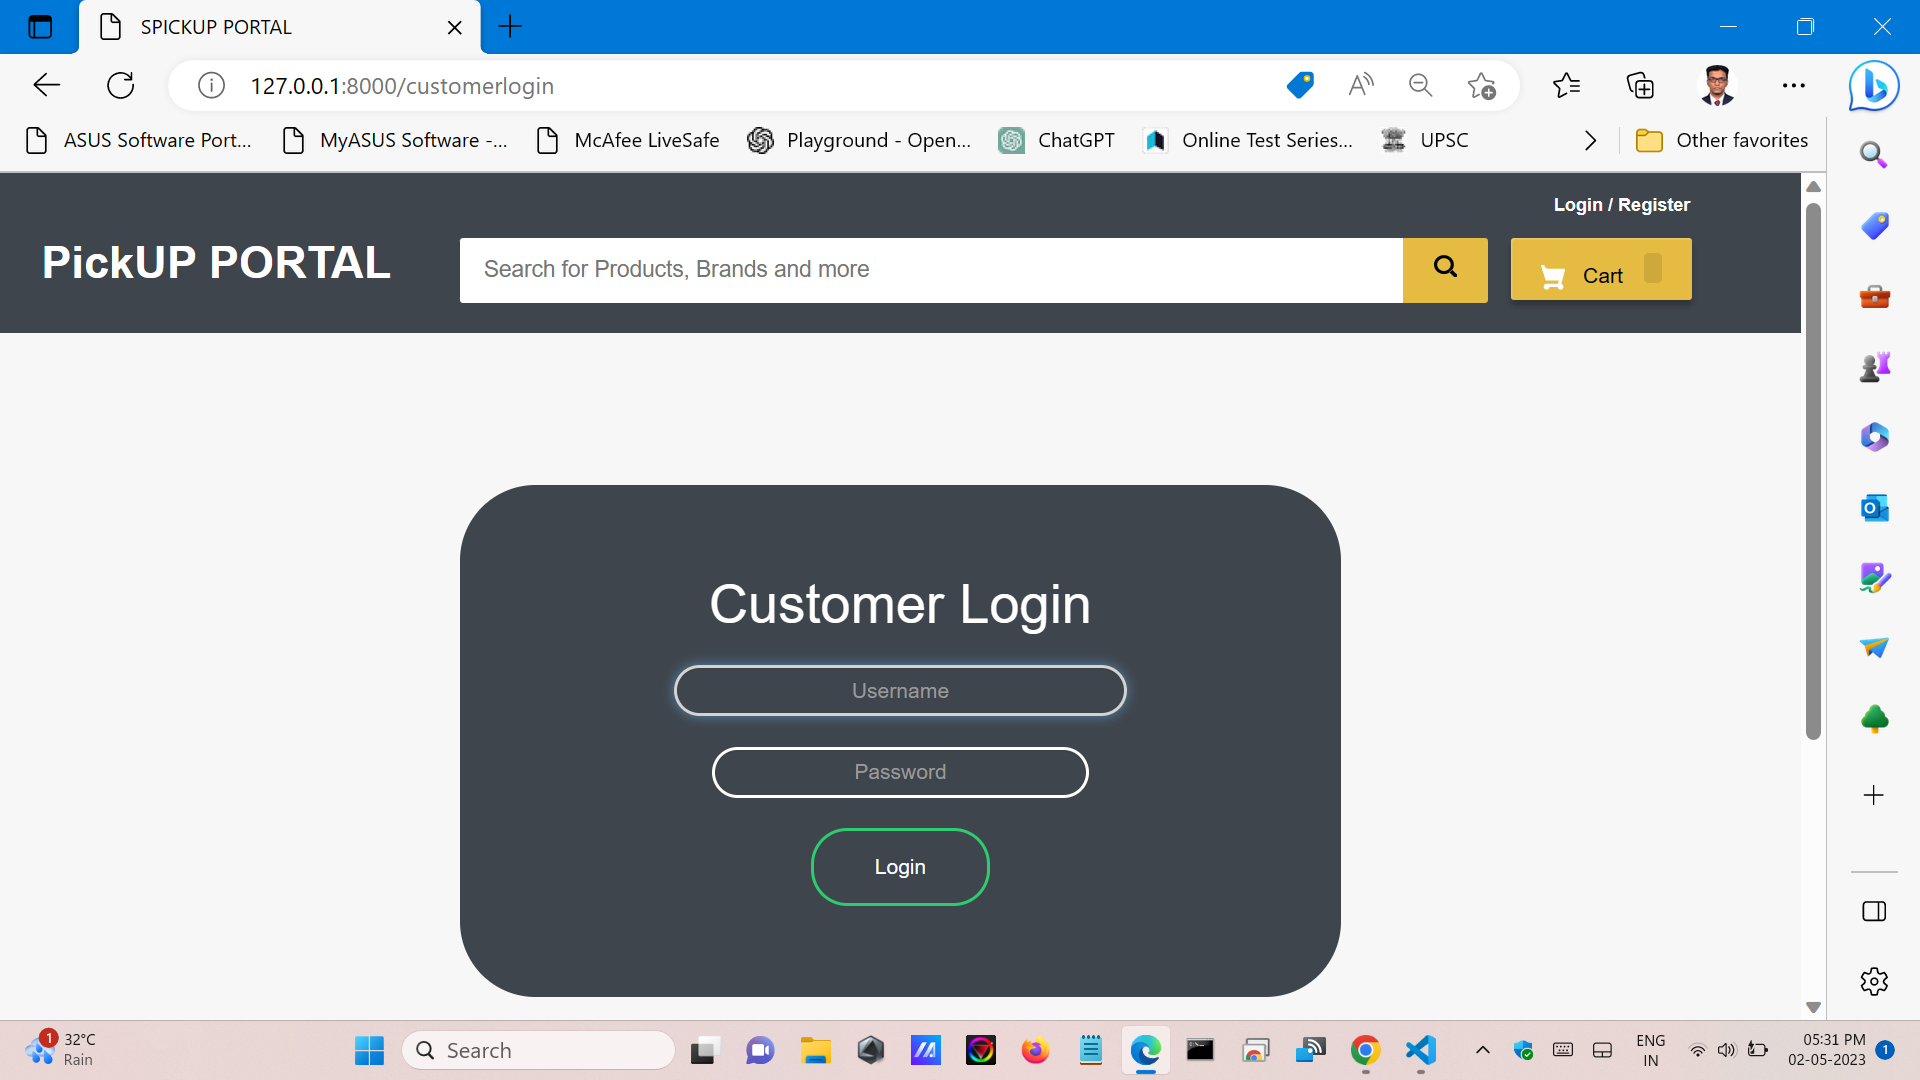 SPICKUP PORTAL
127.0.0.1:8000/customerlogin
ASUS Software Port...
MyASUS Software -...
McAfee LiveSafe
Playground - Open...
ChatGPT
Online Test Series...
UPSC
Other favorites
Login / Register
PickUP PORTAL
Search for Products, Brands and more
Cart
Customer Login
Username
Password
Login
1
32°C
Rain
Search
ENG
IN
05:31 PM
02-05-2023
1